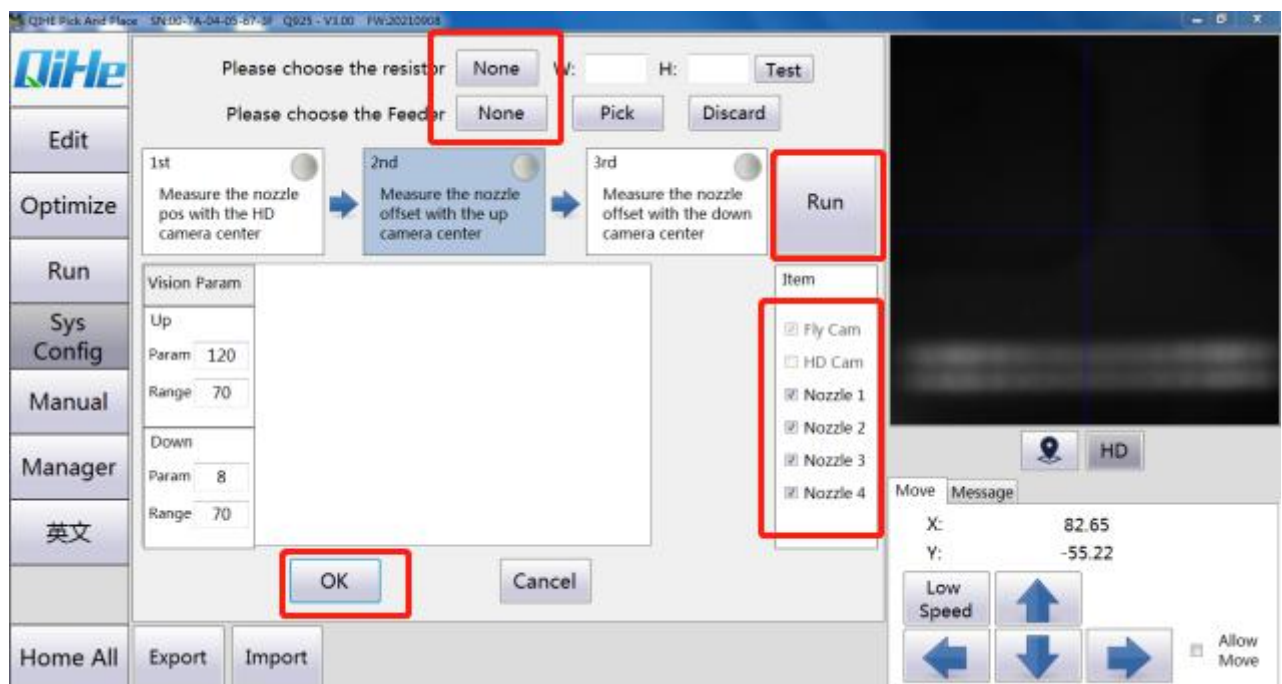 QIHE Pick And Place SN:00-7A-04-05-67-3F Q925 - V3.00 FW:20210908
QiHe
Please choose the resistor None W: H: Test
Please choose the Feeder None Pick Discard
Edit
Optimize
Run
Sys
Config
Manual
Manager
英文
Home All
1st
Measure the nozzle
pos with the HD
camera center
2nd
Measure the nozzle
offset with the up
camera center
3rd
Measure the nozzle
offset with the down
camera center
Run
Vision Param
Up
Param 120
Range 70
Down
Param 8
Range 70
Item
Fly Cam
HD Cam
Nozzle 1
Nozzle 2
Nozzle 3
Nozzle 4
OK Cancel
Export Import
HD
Move Message
X: 82.65
Y: -55.22
Low
Speed
Allow
Move